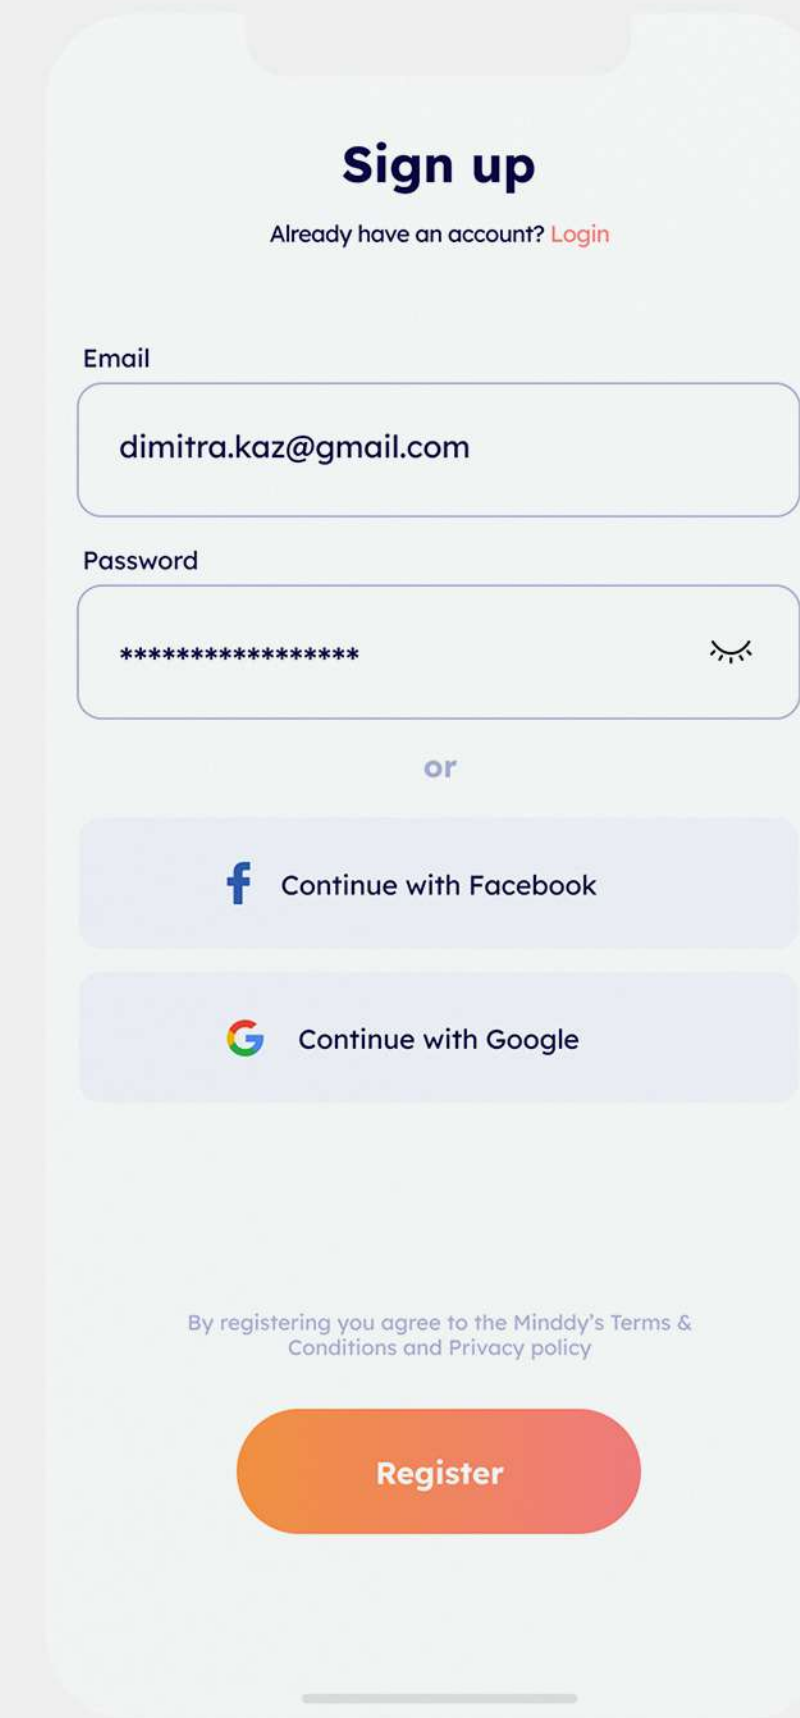 Sign up
Already have an account? Login
Email
dimitra.kaz@gmail.com
Password
*****************
or
Continue with Facebook
Continue with Google
By registering you agree to the Minddy's Terms &
Conditions and Privacy policy
Register